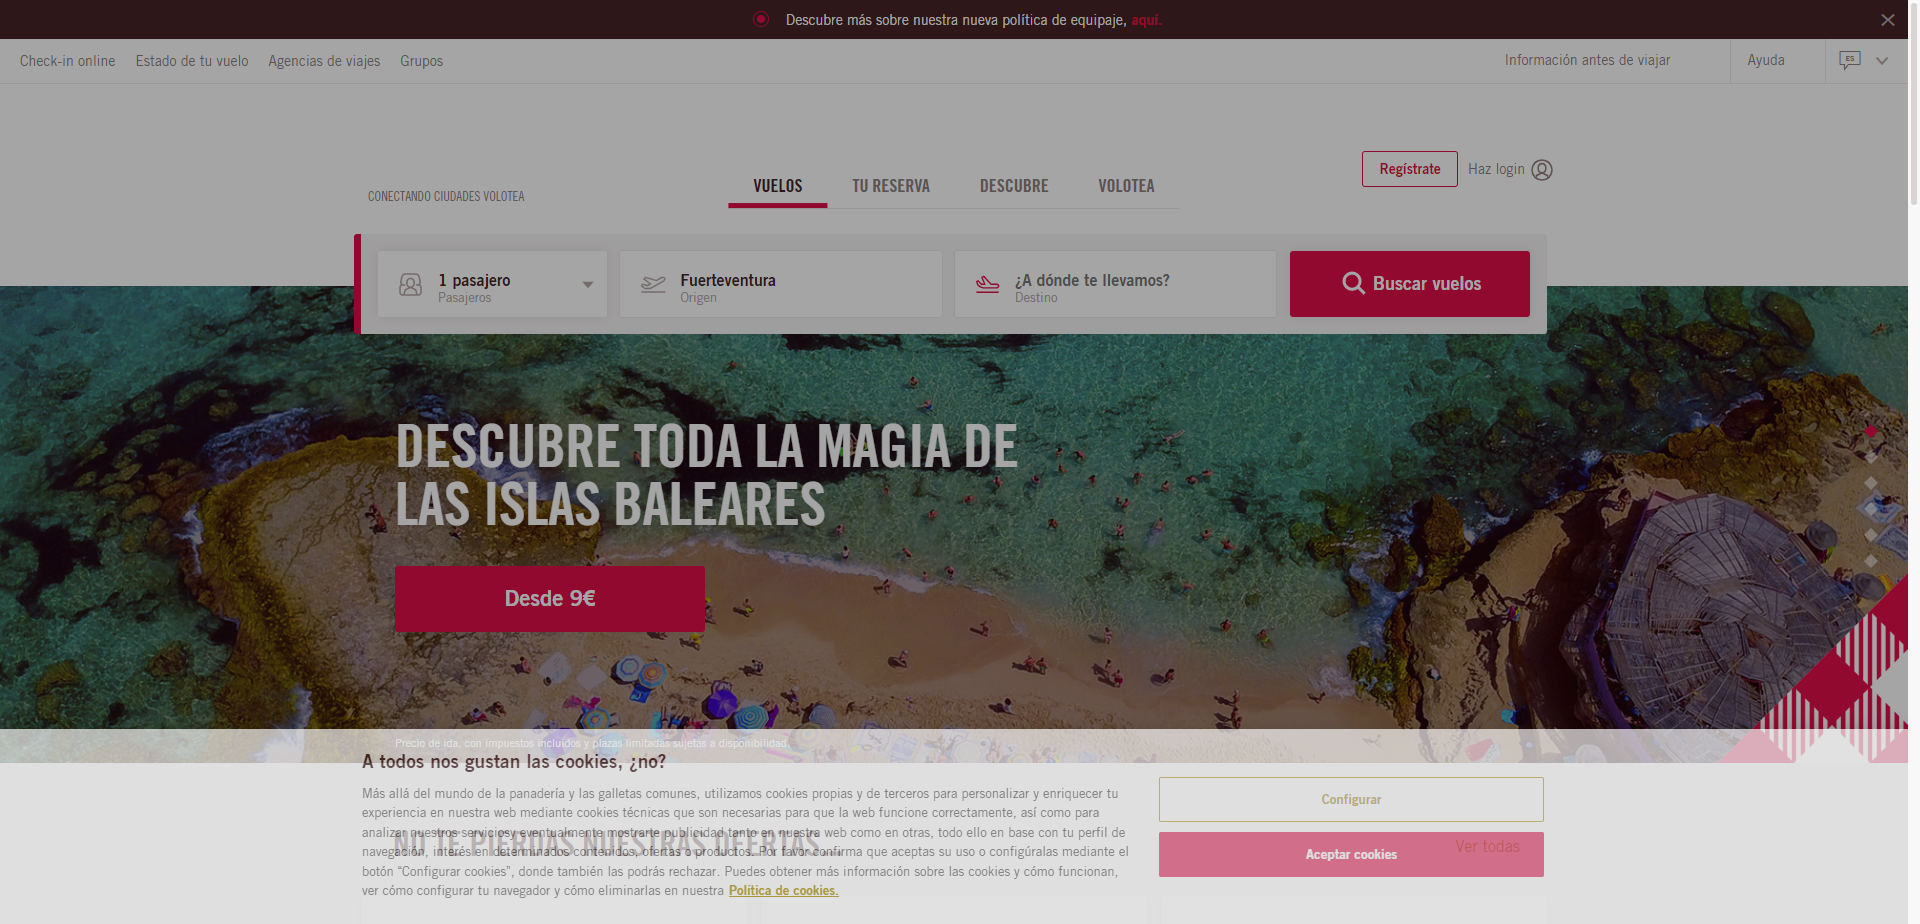 Descubre más sobre nuestra nueva política de equipaje, aquí.
Check-in online
Estado de tu vuelo
Agencias de viajes
Grupos
Información antes de viajar
Ayuda
ES
Regístrate
Haz login
CONECTANDO CIUDADES VOLOTEA
VUELOS
TU RESERVA
DESCUBRE
VOLOTEA
1 pasajero
Pasajeros
Fuerteventura
Origen
¿A dónde te llevamos?
Destino
Buscar vuelos
DESCUBRE TODA LA MAGIA DE
LAS ISLAS BALEARES
Desde 9€
Precio de ida, con impuestos incluidos y plazas limitadas sujetas a disponibilidad.
A todos nos gustan las cookies, ¿no?
Más allá del mundo de la panadería y las galletas comunes, utilizamos cookies propias y de terceros para personalizar y enriquecer tu
experiencia en nuestra web mediante cookies técnicas que son necesarias para que la web funcione correctamente, así como para
analizar nuestros serviciosy eventualmente mostrarte publicidad tanto en nuestra web como en otras, todo ello en base con tu perfil de
navegación, interésien determinados contenidos, ofertas o productos. Por favor confirma que aceptas su uso o configúralas mediante el
botón “Configurar cookies”, donde también las podrás rechazar. Puedes obtener más información sobre las cookies y cómo funcionan,
ver cómo configurar tu navegador y cómo eliminarlas en nuestra Política de cookies.
NO TE PIERDAS NUESTRAS OFERTAS...
Configurar
Aceptar cookies
Ver todas